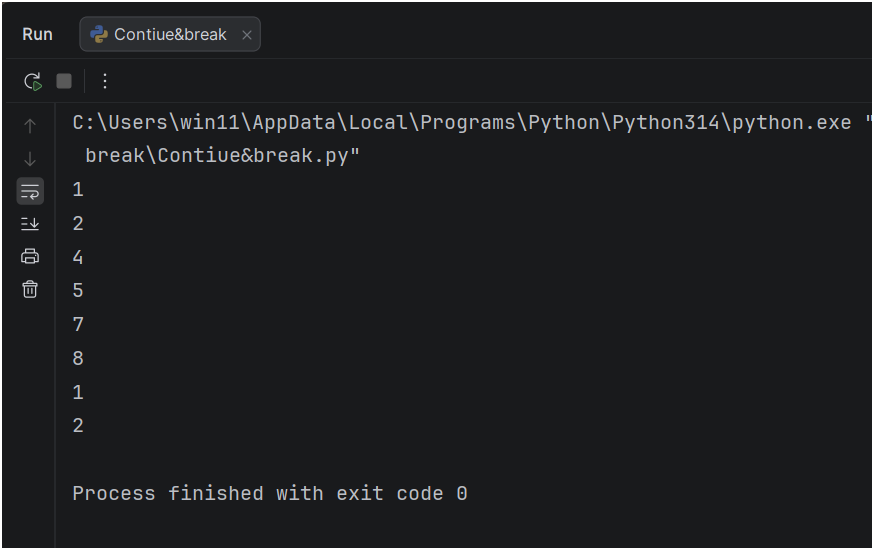 Run Contiue&break
C:\Users\win11\AppData\Local\Programs\Python\Python314\python.exe "
break\Contiue&break.py"
1
2
4
5
7
8
1
2
Process finished with exit code 0